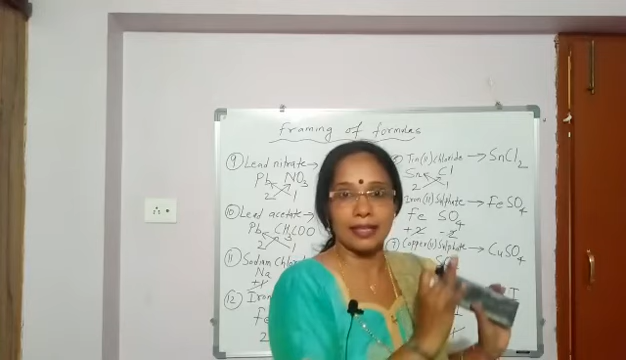 Framing of formulas
⑨ Lead nitrate →
Pb NO3
2 1
⑩ Lead acetate →
Pb CH3COO
2 1
⑪ Sodium Chlor
Na
⑫ Iron
fe
2
Tin(II) Chloride → SnCl2
Sn Cl
2 1
Iron (II) Sulphate → FeSO4
fe SO4
+2 -2
⑦ Copper(II) Sulphate → CuSO4